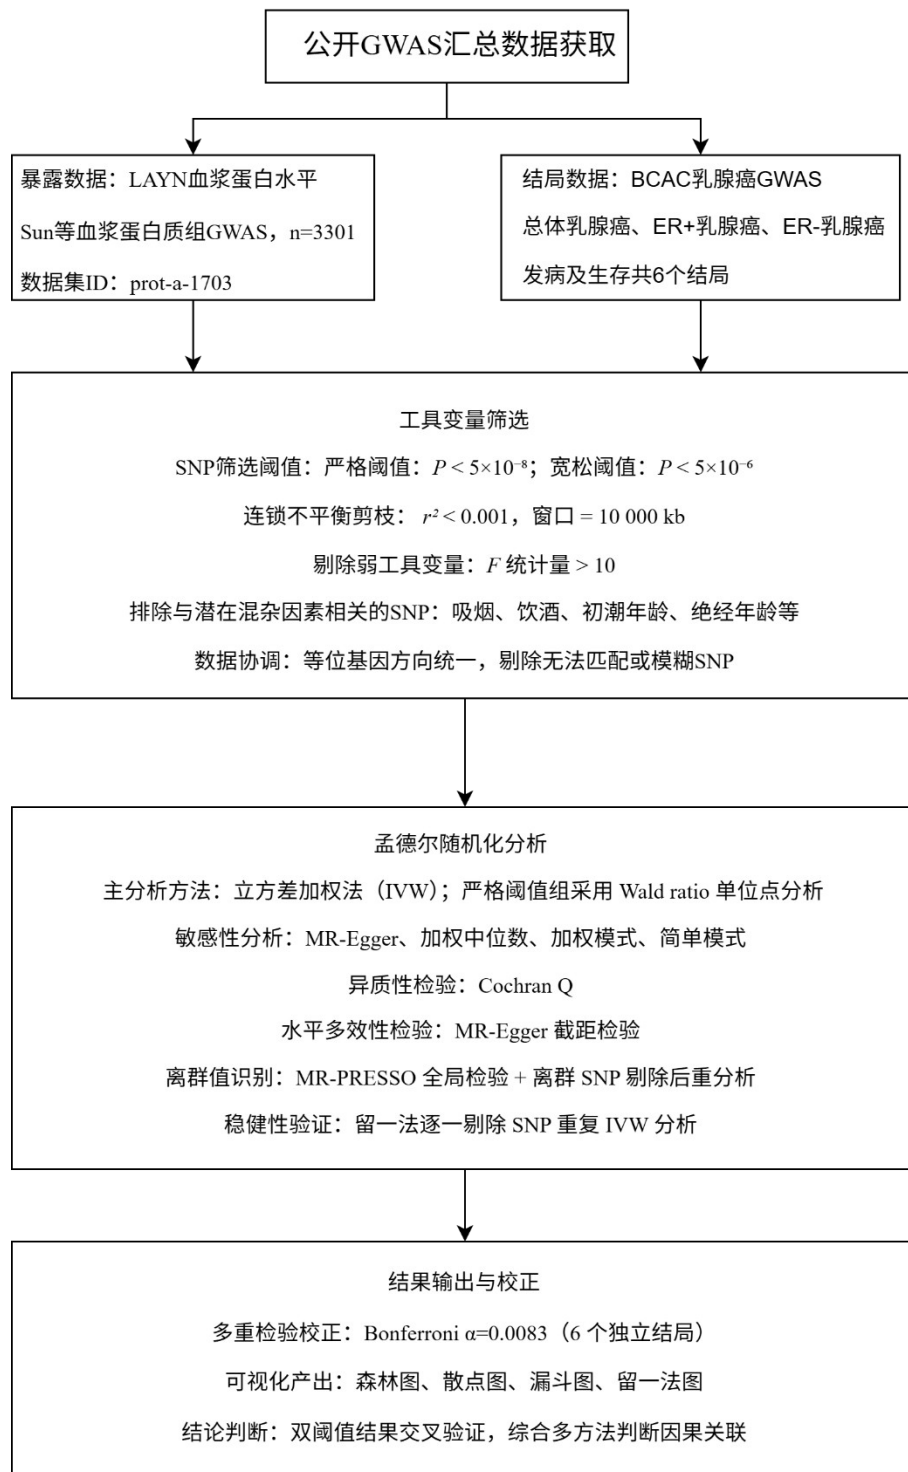 公开GWAS汇总数据获取
暴露数据：LAYN血浆蛋白水平
Sun等血浆蛋白质组GWAS，n=3301
数据集ID：prot-a-1703
结局数据：BCAC乳腺癌GWAS
总体乳腺癌、ER+乳腺癌、ER-乳腺癌
发病及生存共6个结局
工具变量筛选
SNP筛选阈值：严格阈值：P < 5×10⁻⁸；宽松阈值：P < 5×10⁻⁶
连锁不平衡剪枝： r² < 0.001，窗口 = 10 000 kb
剔除弱工具变量：F 统计量 > 10
排除与潜在混杂因素相关的SNP：吸烟、饮酒、初潮年龄、绝经年龄等
数据协调：等位基因方向统一，剔除无法匹配或模糊SNP
孟德尔随机化分析
主分析方法：立方差加权法（IVW）；严格阈值组采用 Wald ratio 单位点分析
敏感性分析：MR-Egger、加权中位数、加权模式、简单模式
异质性检验：Cochran Q
水平多效性检验：MR-Egger 截距检验
离群值识别：MR-PRESSO 全局检验 + 离群 SNP 剔除后重分析
稳健性验证：留一法逐一剔除 SNP 重复 IVW 分析
结果输出与校正
多重检验校正：Bonferroni α=0.0083（6 个独立结局）
可视化产出：森林图、散点图、漏斗图、留一法图
结论判断：双阈值结果交叉验证，综合多方法判断因果关联